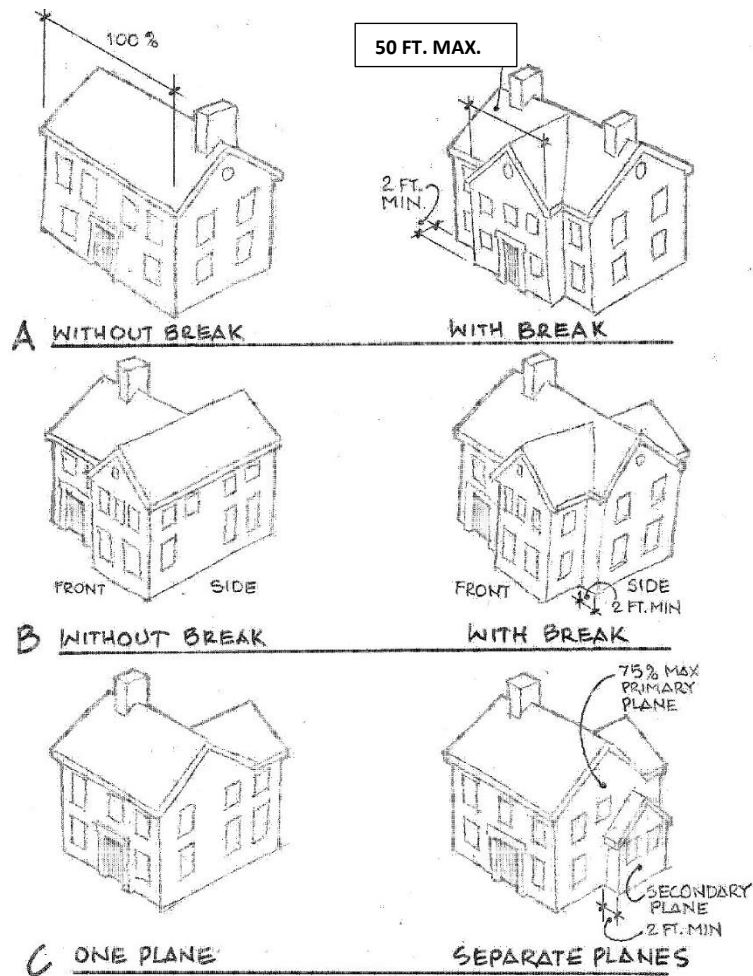 100 %
50 FT. MAX.
2 FT.
MIN.
A WITHOUT BREAK
WITH BREAK
FRONT
SIDE
FRONT
SIDE
2 FT. MIN
B WITHOUT BREAK
WITH BREAK
75% MAX
PRIMARY
PLANE
SECONDARY
PLANE
2 FT. MIN
C ONE PLANE
SEPARATE PLANES